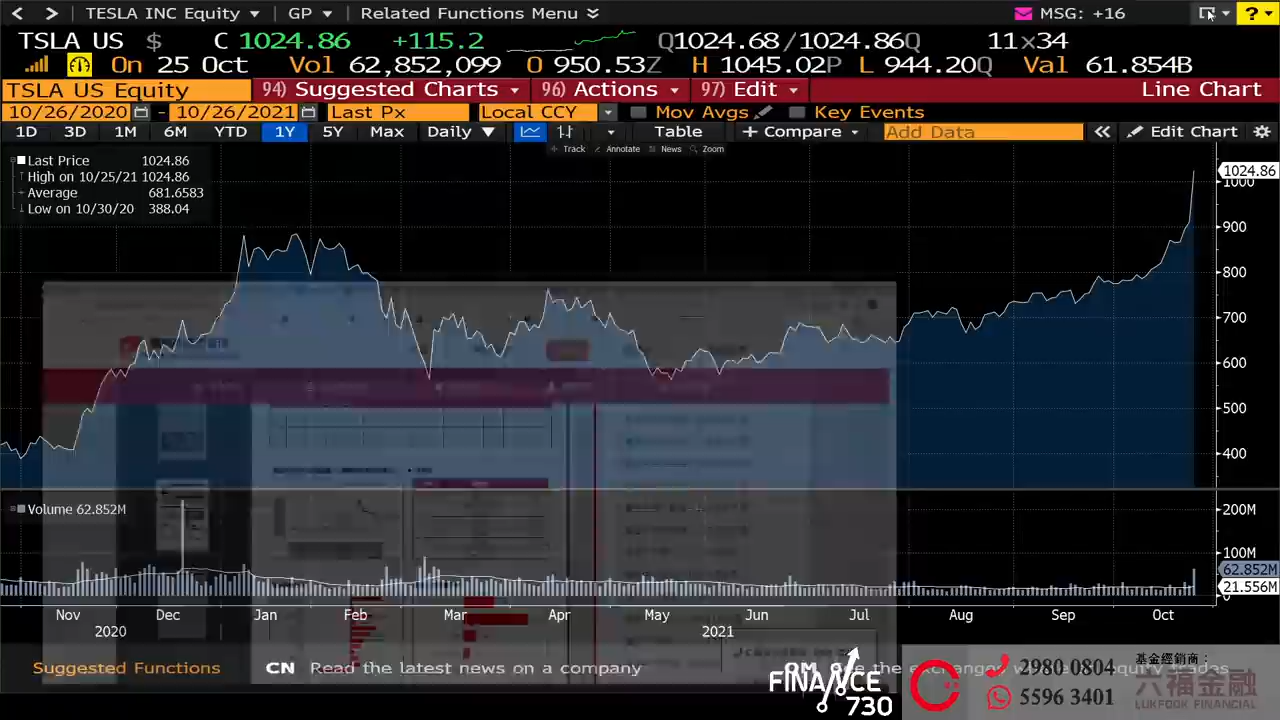 TESLA INC Equity GP Related Functions Menu MSG: +16 ?
TSLA US $ C 1024.86 +115.2 Q1024.68/1024.86Q 11x34
On 25 Oct Vol 62,852,099 O 950.53Z H 1045.02P L 944.20Q Val 61.854B
TSLA US Equity 94) Suggested Charts 96) Actions 97) Edit Line Chart
10/26/2020 - 10/26/2021 Last Px Local CCY Mov Avgs Key Events
1D 3D 1M 6M YTD 1Y 5Y Max Daily Table + Compare Add Data Edit Chart
Track Annotate News Zoom
Last Price 1024.86
High on 10/25/21 1024.86
Average 681.6583
Low on 10/30/20 388.04
1024.86
1000
900
800
700
600
500
400
Volume 62.852M
200M
100M
62.852M
21.556M
0
Nov Dec Jan Feb Mar Apr May Jun Jul Aug Sep Oct
2020 2021
Suggested Functions CN Read the latest news on a company QM
FINANCE
730
2980 0804
5596 3401
基金經銷商：
六福金融
LUKFOOK FINANCIAL